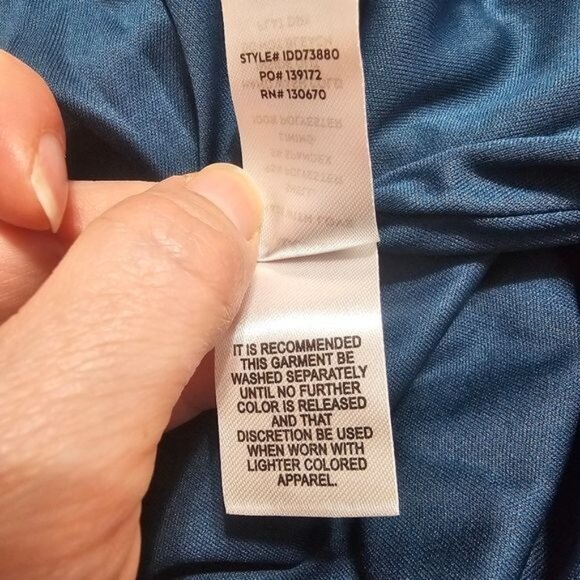 STYLE# IDD73880
PO# 139172
RN# 130670
IT IS RECOMMENDED
THIS GARMENT BE
WASHED SEPARATELY
UNTIL NO FURTHER
COLOR IS RELEASED
AND THAT
DISCRETION BE USED
WHEN WORN WITH
LIGHTER COLORED
APPAREL.